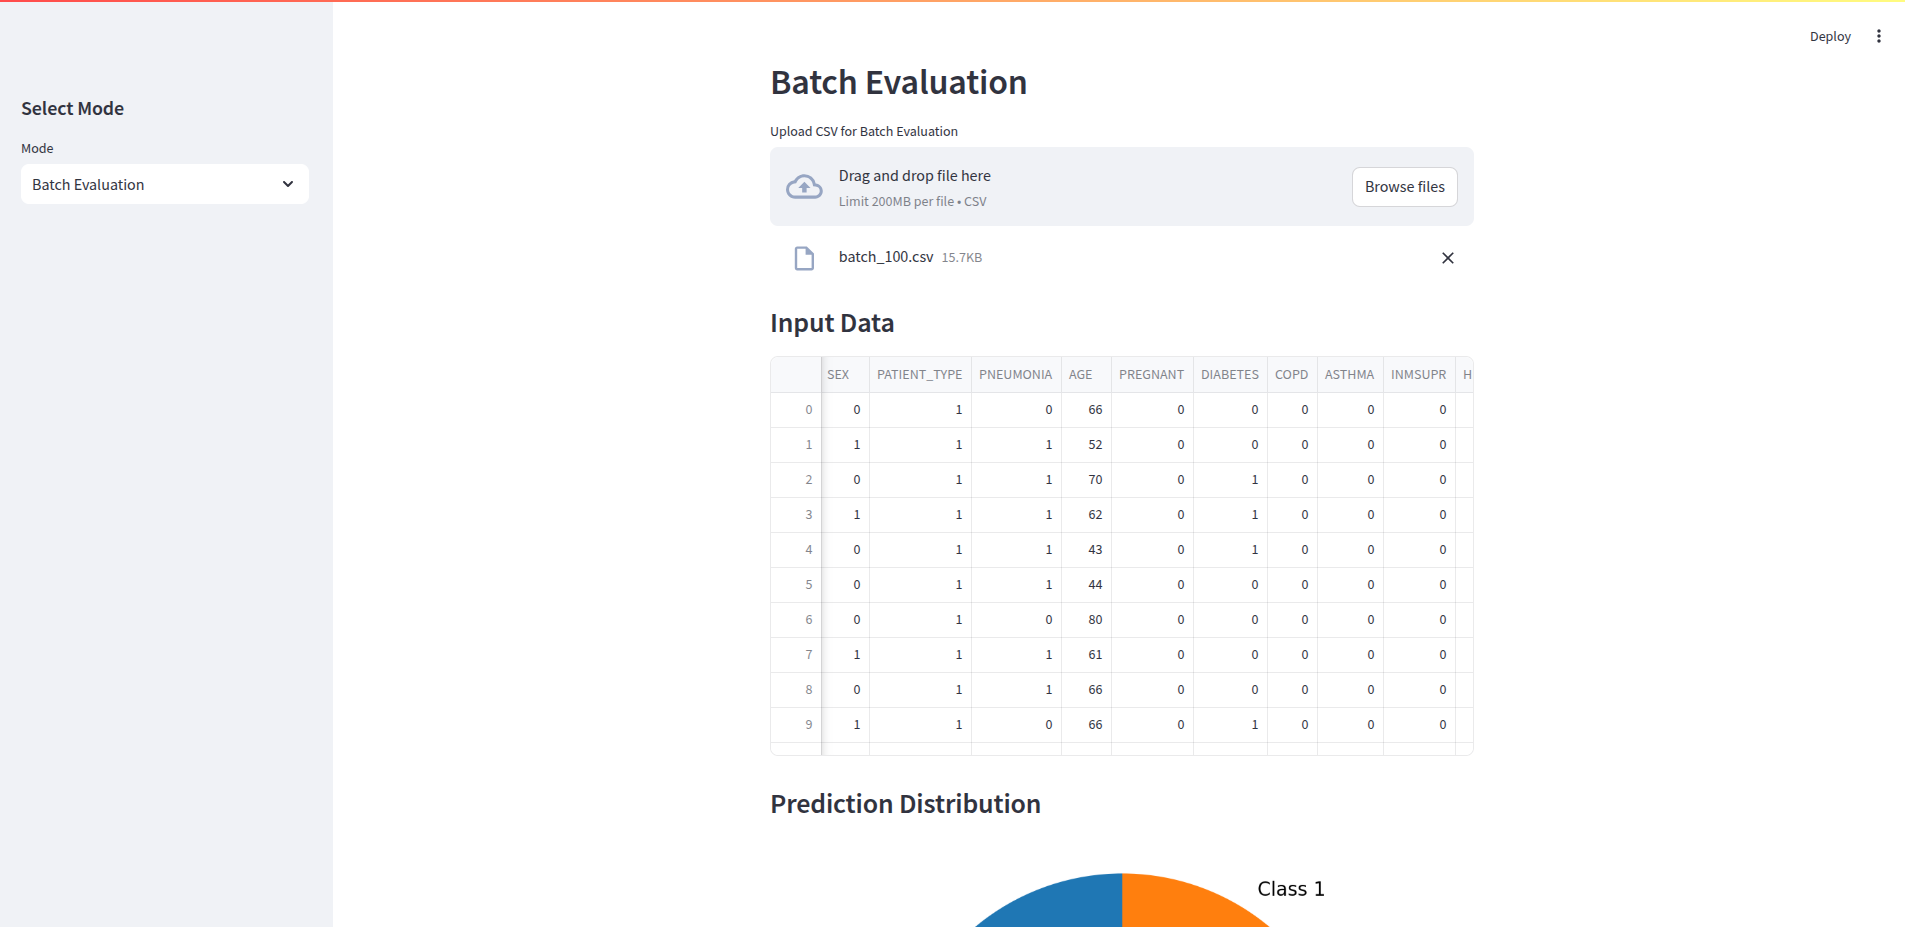 Deploy
Select Mode
Mode
Batch Evaluation
Batch Evaluation
Upload CSV for Batch Evaluation
Drag and drop file here
Limit 200MB per file • CSV
Browse files
batch_100.csv 15.7KB
Input Data
SEX PATIENT_TYPE PNEUMONIA AGE PREGNANT DIABETES COPD ASTHMA INMSUPR H
0 0 1 0 66 0 0 0 0 0
1 1 1 1 52 0 0 0 0 0
2 0 1 1 70 0 1 0 0 0
3 1 1 1 62 0 1 0 0 0
4 0 1 1 43 0 1 0 0 0
5 0 1 1 44 0 0 0 0 0
6 0 1 0 80 0 0 0 0 0
7 1 1 1 61 0 0 0 0 0
8 0 1 1 66 0 0 0 0 0
9 1 1 0 66 0 1 0 0 0
Prediction Distribution
Class 1